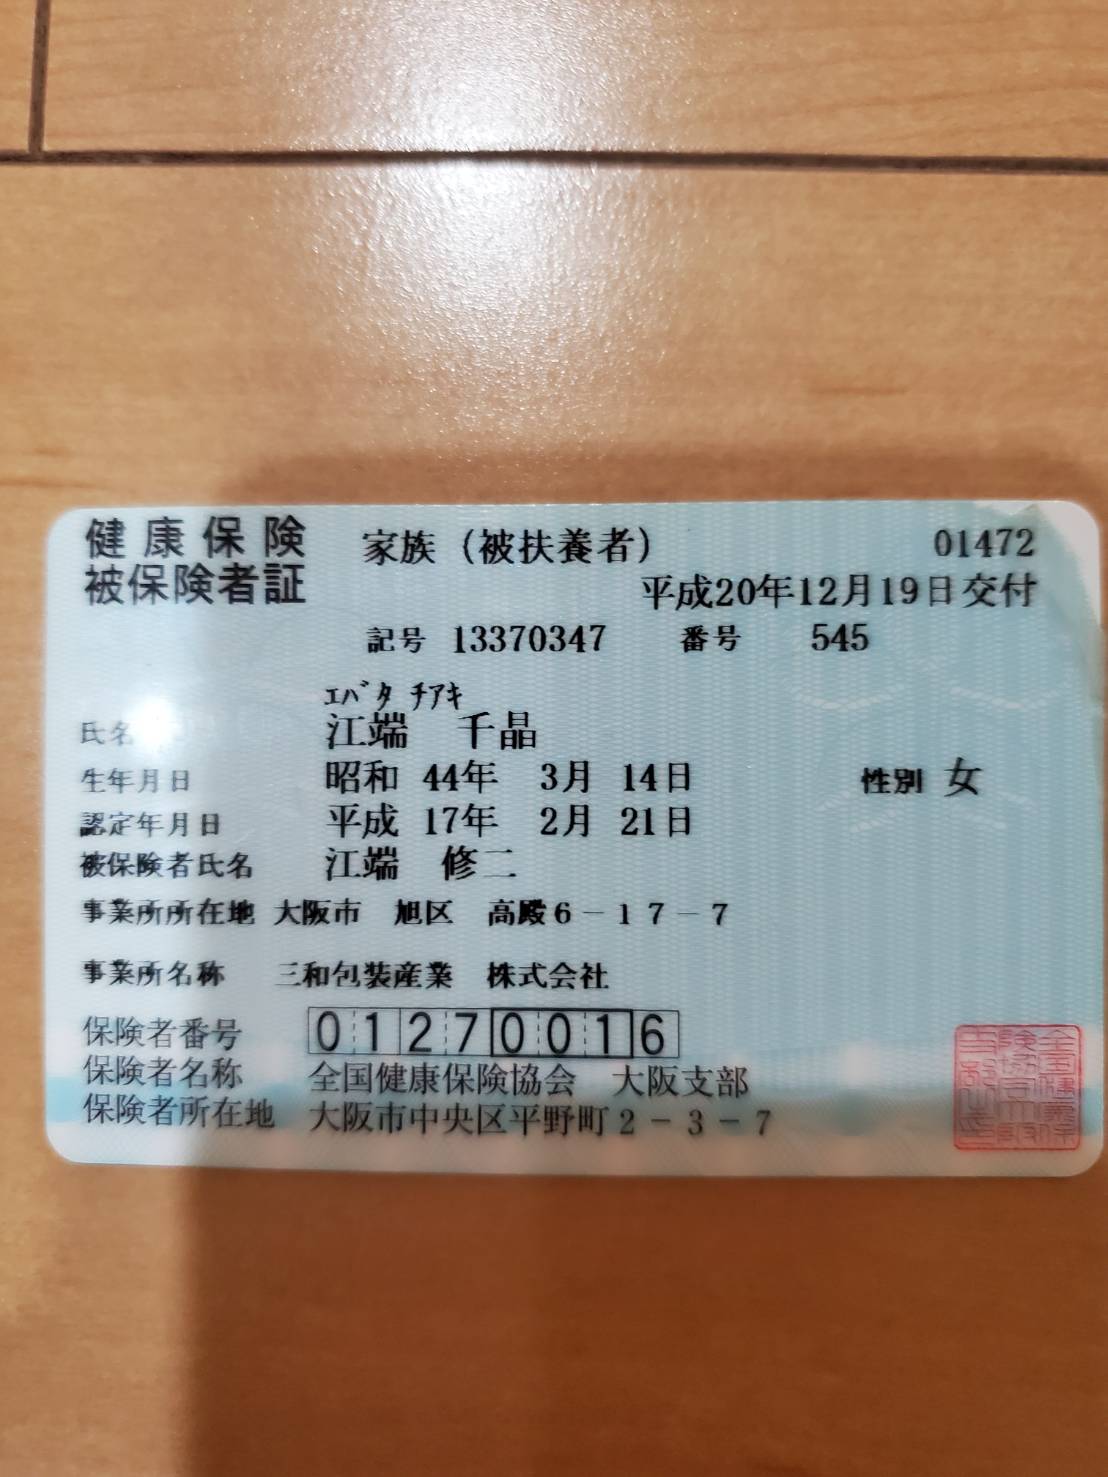 健康保険 家族（被扶養者） 01472
被保険者証 平成20年12月19日交付
記号 13370347 番号 545
ｴﾊﾞﾀ ﾁｱｷ
氏名 江端 千晶
生年月日 昭和 44年 3月 14日 性別 女
認定年月日 平成 17年 2月 21日
被保険者氏名 江端 修二
事業所所在地 大阪市 旭区 高殿6－17－7
事業所名称 三和包装産業 株式会社
保険者番号 01270016
保険者名称 全国健康保険協会 大阪支部
保険者所在地 大阪市中央区平野町2－3－7